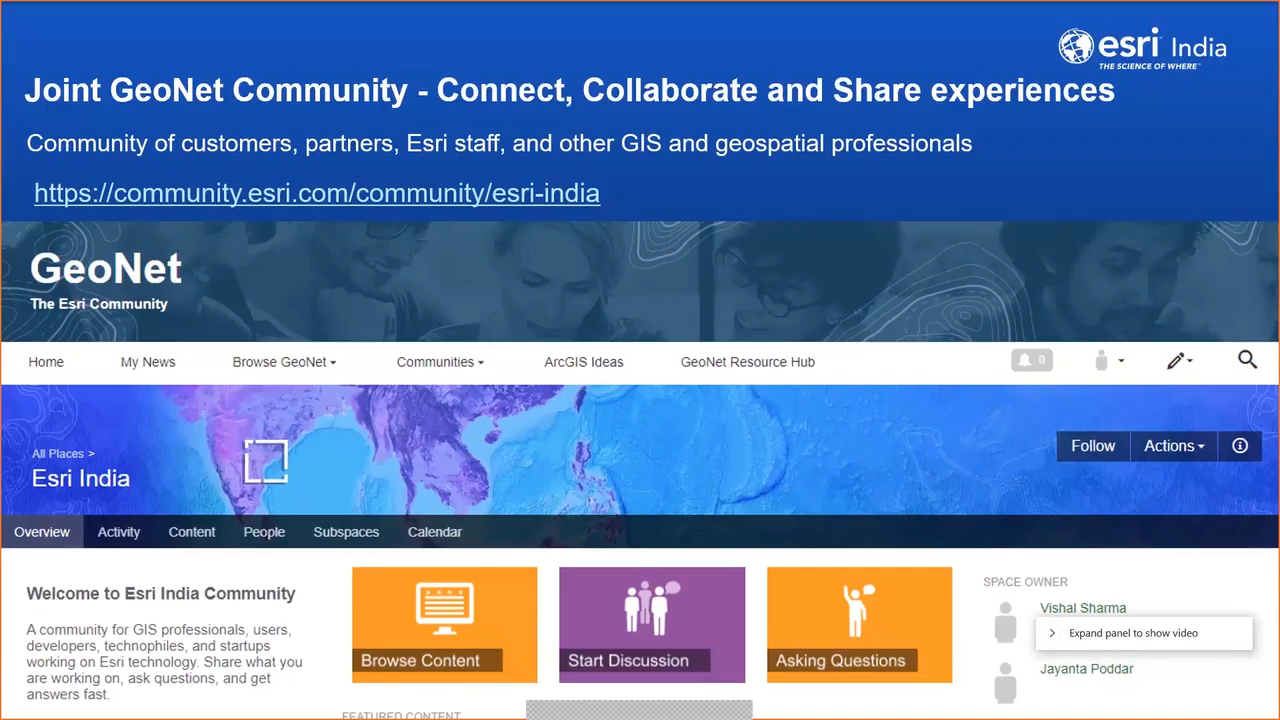 esri India
THE SCIENCE OF WHERE™
Joint GeoNet Community - Connect, Collaborate and Share experiences
Community of customers, partners, Esri staff, and other GIS and geospatial professionals
https://community.esri.com/community/esri-india
GeoNet
The Esri Community
Home My News Browse GeoNet Communities ArcGIS Ideas GeoNet Resource Hub 0
All Places >
Esri India
Follow Actions
Overview Activity Content People Subspaces Calendar
Welcome to Esri India Community
A community for GIS professionals, users,
developers, technophiles, and startups
working on Esri technology. Share what you
are working on, ask questions, and get
answers fast.
Browse Content
Start Discussion
Asking Questions
FEATURED CONTENT
SPACE OWNER
Vishal Sharma
Expand panel to show video
Jayanta Poddar